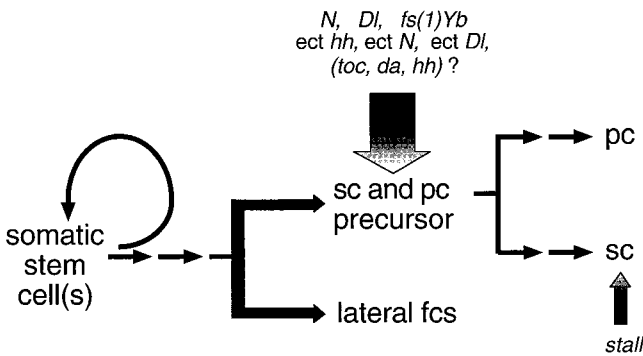 N, Dl, fs(1)Yb
ect hh, ect N, ect Dl,
(toc, da, hh) ?
pc
sc and pc
precursor
somatic
stem
cell(s)
sc
lateral fcs
stall